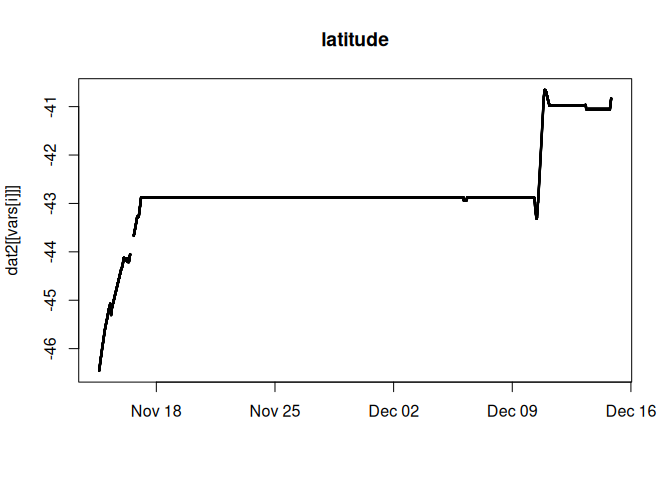 latitude
dat2[[vars[i]]]
-41
-42
-43
-44
-45
-46
Nov 18
Nov 25
Dec 02
Dec 09
Dec 16